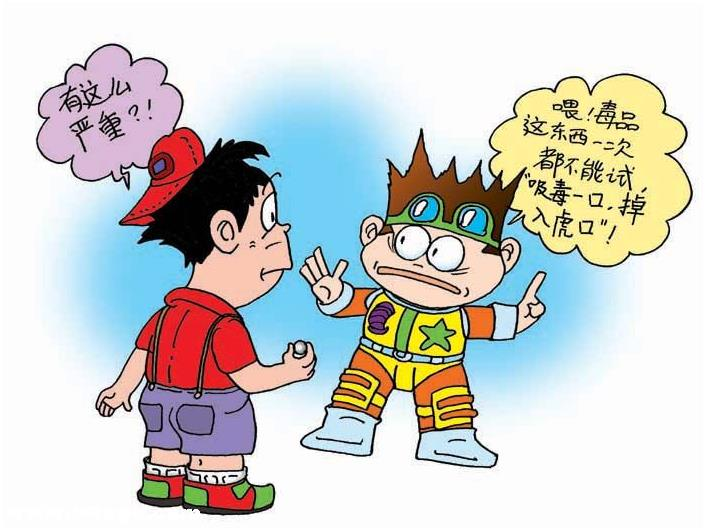 有这么
严重?!
喂!毒品
这东西一次
都不能试,
"吸毒一口,掉
入虎口"!